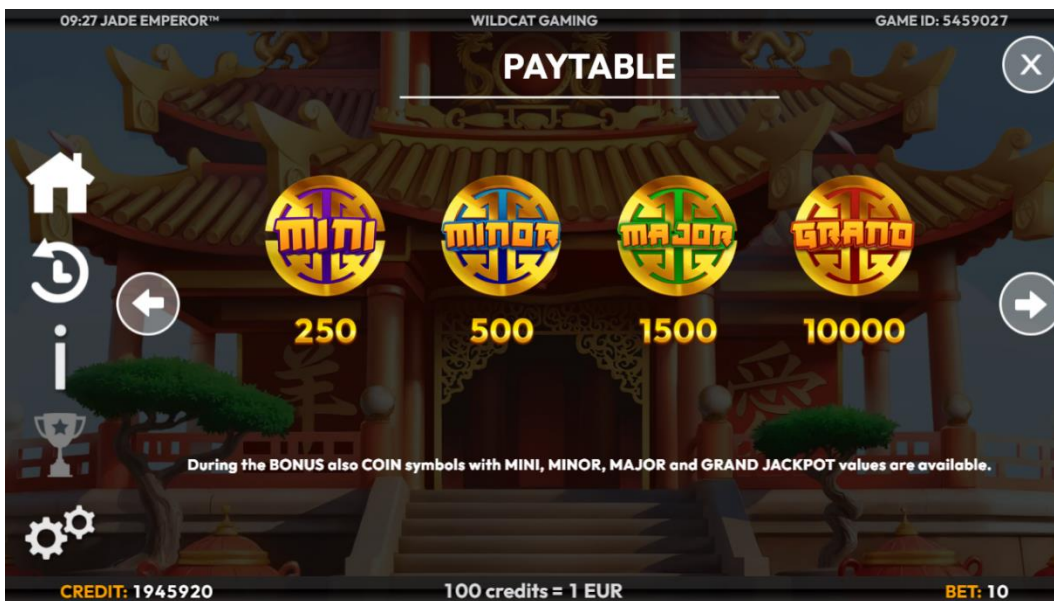 09:27 JADE EMPEROR™ WILDCAT GAMING GAME ID: 5459027
PAYTABLE
X
MINI MINOR MAJOR GRAND
250 500 1500 10000
羊 愛
During the BONUS also COIN symbols with MINI, MINOR, MAJOR and GRAND JACKPOT values are available.
CREDIT: 1945920 100 credits = 1 EUR BET: 10